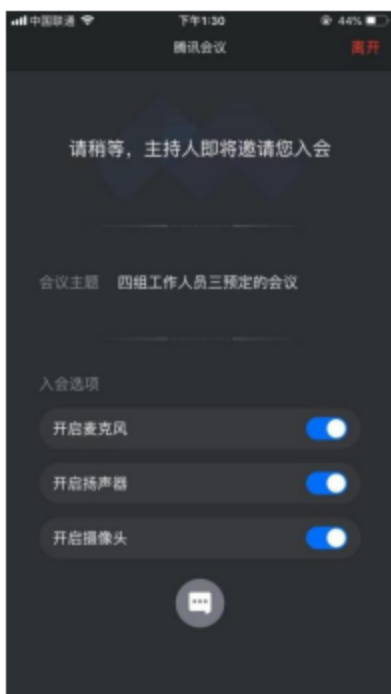 中国联通 下午1:30 44%
腾讯会议 离开
请稍等，主持人即将邀请您入会
会议主题 四组工作人员三预定的会议
入会选项
开启麦克风
开启扬声器
开启摄像头